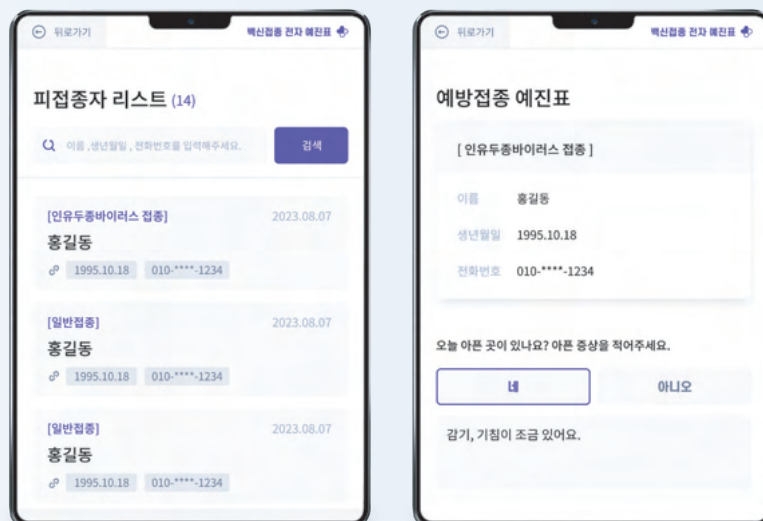 뒤로가기
백신접종 전자 예진표
피접종자 리스트 (14)
이름 ,생년월일 , 전화번호를 입력해주세요.
검색
[인유두종바이러스 접종]
2023.08.07
홍길동
1995.10.18
010-****-1234
[일반접종]
2023.08.07
홍길동
1995.10.18
010-****-1234
[일반접종]
2023.08.07
홍길동
1995.10.18
010-****-1234
뒤로가기
백신접종 전자 예진표
예방접종 예진표
[ 인유두종바이러스 접종 ]
이름 홍길동
생년월일 1995.10.18
전화번호 010-****-1234
오늘 아픈 곳이 있나요? 아픈 증상을 적어주세요.
네
아니오
감기, 기침이 조금 있어요.